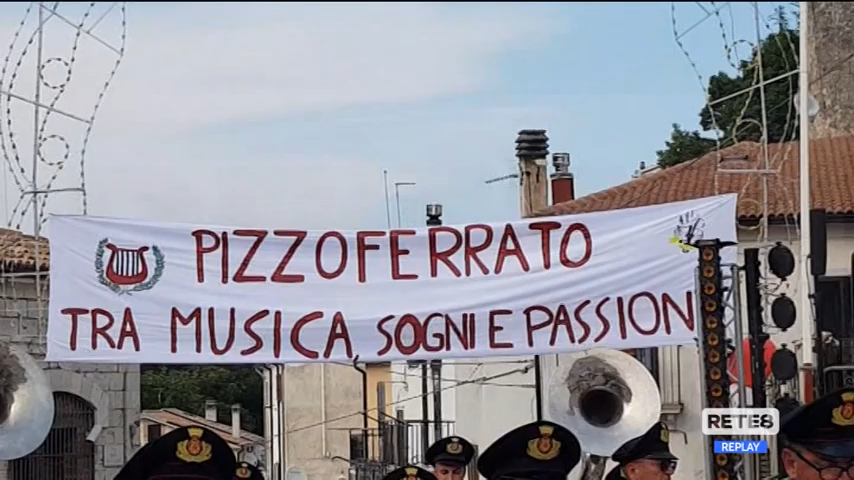 PIZZOFERRATO
TRA MUSICA, SOGNI E PASSION
RETE8
REPLAY